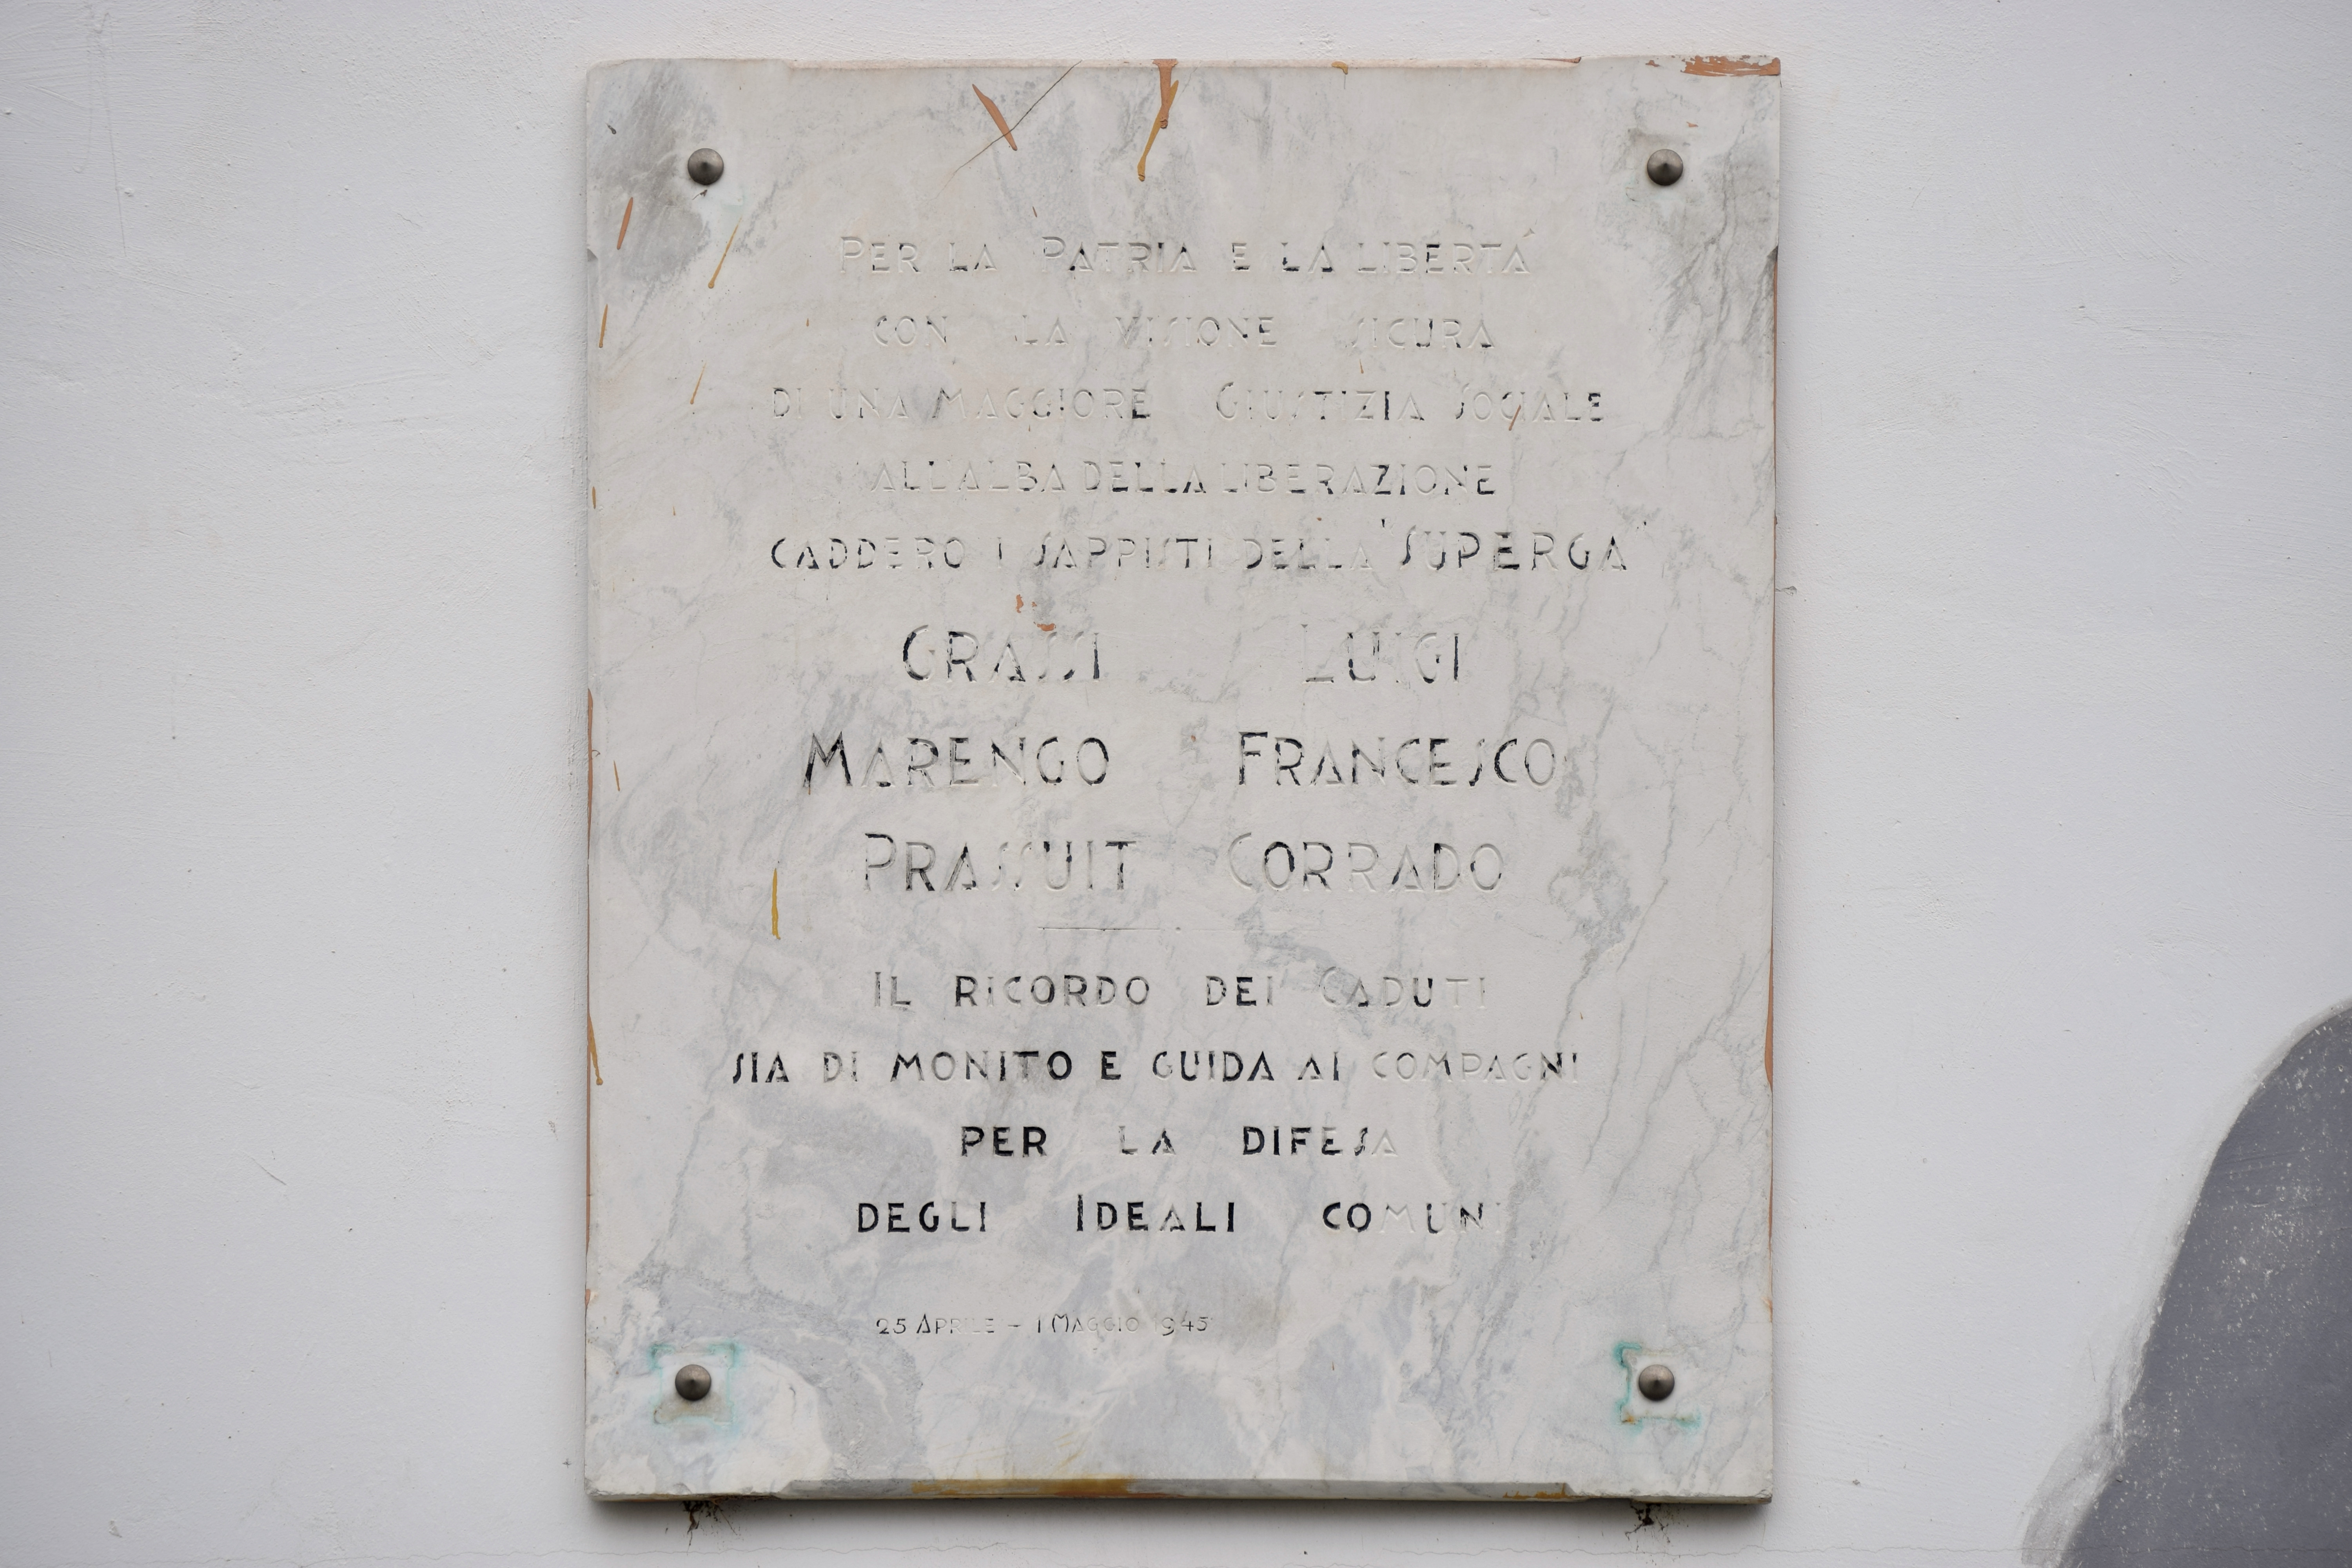 PER LA PATRIA E LA LIBERTÁ
CON LA VISIONE SICURA
DI UNA MAGGIORE GIUSTIZIA SOCIALE
ALL'ALBA DELLA LIBERAZIONE
CADDERO I SAPPISTI DELLA "SUPERGA"
GRASSI LUIGI
MARENGO FRANCESCO
PRASSUIT CORRADO
IL RICORDO DEI CADUTI
SIA DI MONITO E GUIDA AI COMPAGNI
PER LA DIFESA
DEGLI IDEALI COMUNI
25 APRILE - 1 MAGGIO 1945